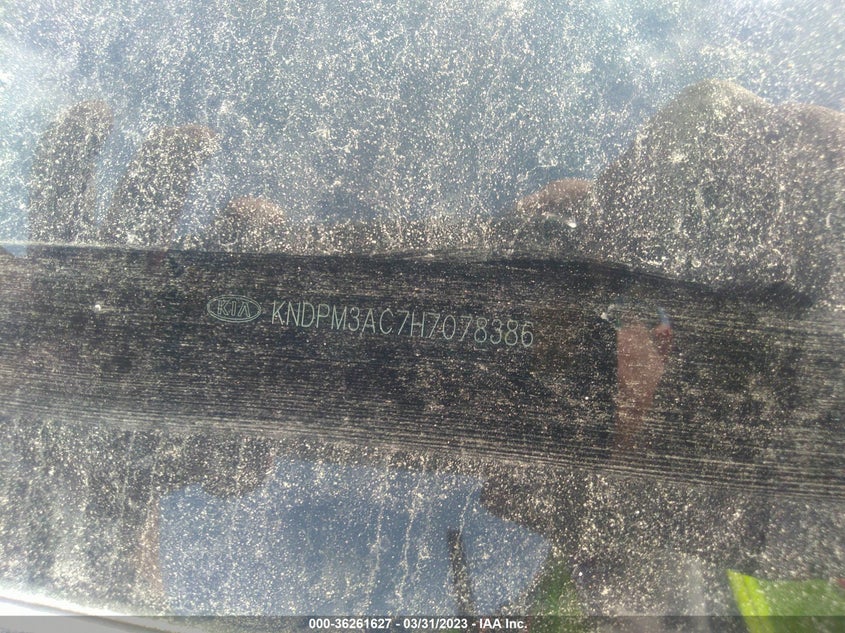 KIA KNDPM3AC7H7078386
000-36261627 - 03/31/2023 - IAA Inc.